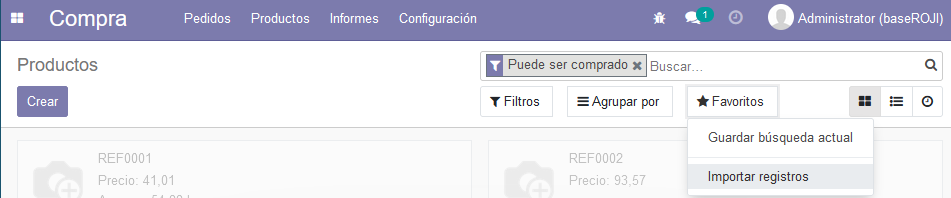 Compra Pedidos Productos Informes Configuración 1 Administrator (baseROJI)
Productos Puede ser comprado Buscar...
Crear Filtros Agrupar por Favoritos
Guardar búsqueda actual
REF0001 REF0002
Precio: 41,01 Precio: 93,57 Importar registros